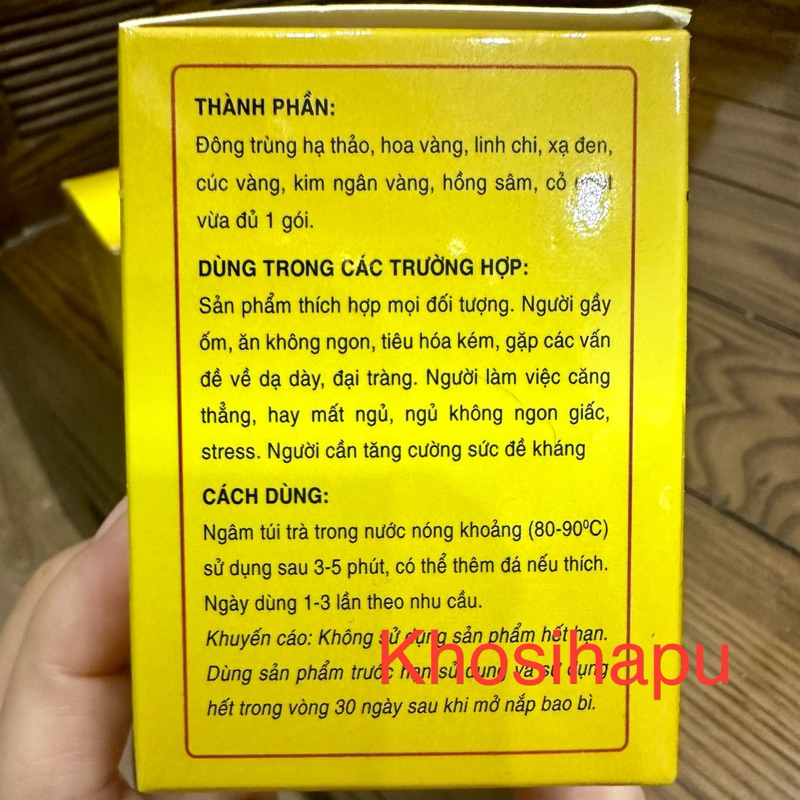 THÀNH PHẦN:
Đông trùng hạ thảo, hoa vàng, linh chi, xạ đen,
cúc vàng, kim ngân vàng, hồng sâm, cỏ
vừa đủ 1 gói.
DÙNG TRONG CÁC TRƯỜNG HỢP:
Sản phẩm thích hợp mọi đối tượng. Người gầy
ốm, ăn không ngon, tiêu hóa kém, gặp các vấn
đề về dạ dày, đại tràng. Người làm việc căng
thẳng, hay mất ngủ, ngủ không ngon giấc,
stress. Người cần tăng cường sức đề kháng
CÁCH DÙNG:
Ngâm túi trà trong nước nóng khoảng (80-90⁰C)
sử dụng sau 3-5 phút, có thể thêm đá nếu thích.
Ngày dùng 1-3 lần theo nhu cầu.
Khuyến cáo: Không sử dụng sản phẩm hết hạn.
Dùng sản phẩm trước hạn sử dụng và sử dụng
hết trong vòng 30 ngày sau khi mở nắp bao bì.
Khosihapu